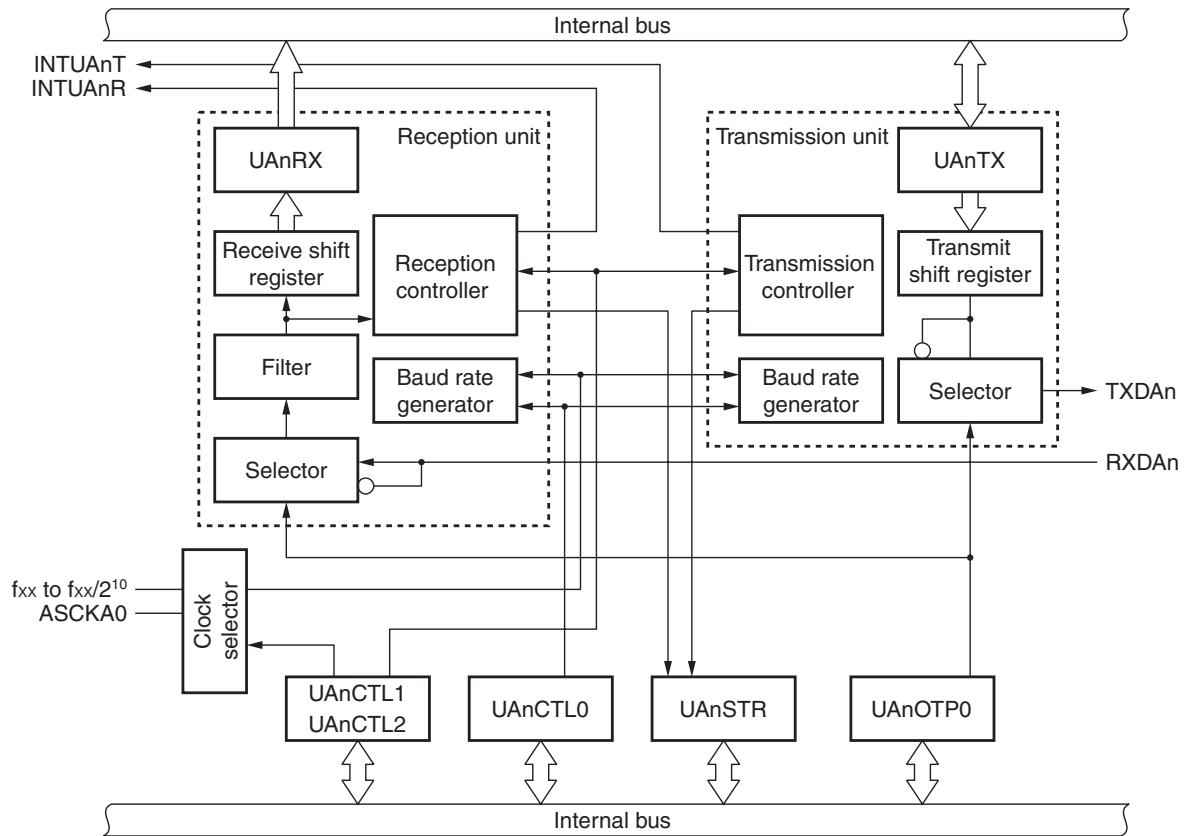 Internal bus
INTUAnT
INTUAnR
Reception unit
Transmission unit
UAnRX
UAnTX
Receive shift
register
Reception
controller
Transmission
controller
Transmit
shift register
Filter
Baud rate
generator
Baud rate
generator
Selector
TXDAn
Selector
RXDAn
fxx to fxx/2¹⁰
ASCKA0
Clock
selector
UAnCTL1
UAnCTL2
UAnCTL0
UAnSTR
UAnOTP0
Internal bus